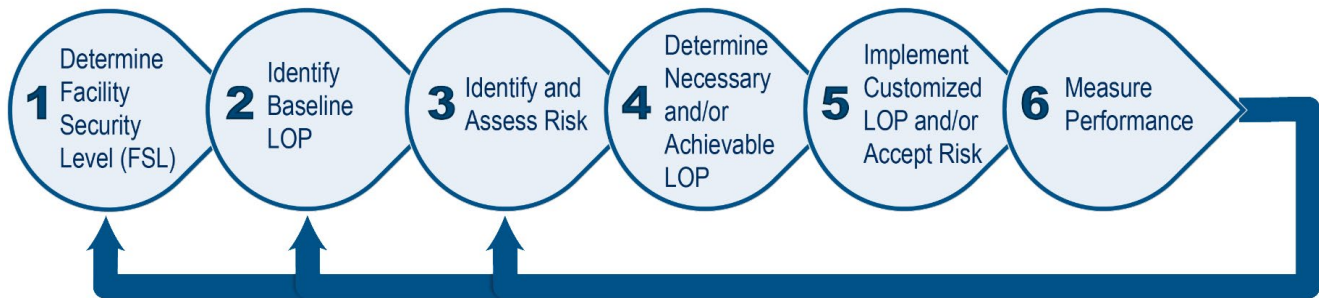 1
Determine
Facility
Security
Level (FSL)
2
Identify
Baseline
LOP
3
Identify and
Assess Risk
4
Determine
Necessary
and/or
Achievable
LOP
5
Implement
Customized
LOP and/or
Accept Risk
6
Measure
Performance